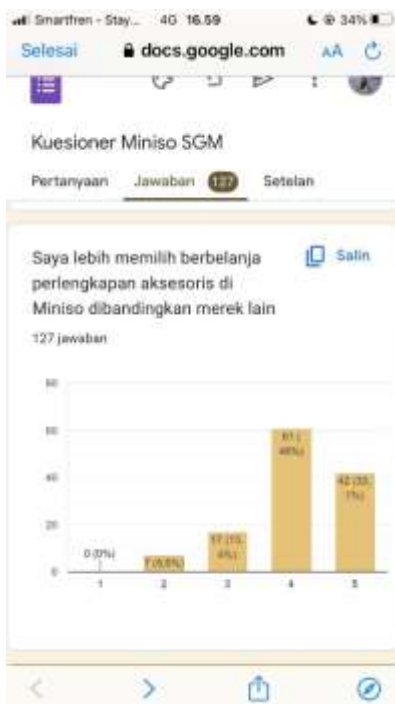 Smartfren - Stay... 4G 16.59 34%
Selesai docs.google.com AA
Kuesioner Miniso SGM
Pertanyaan Jawaban 127 Setelan
Saya lebih memilih berbelanja
perlengkapan aksesoris di
Miniso dibandingkan merek lain
Salin
127 jawaban
80
60
40
20
0
0 (0%)
7 (5,5%)
17 (13,
4%)
61 (
48%)
42 (33,
1%)
1 2 3 4 5